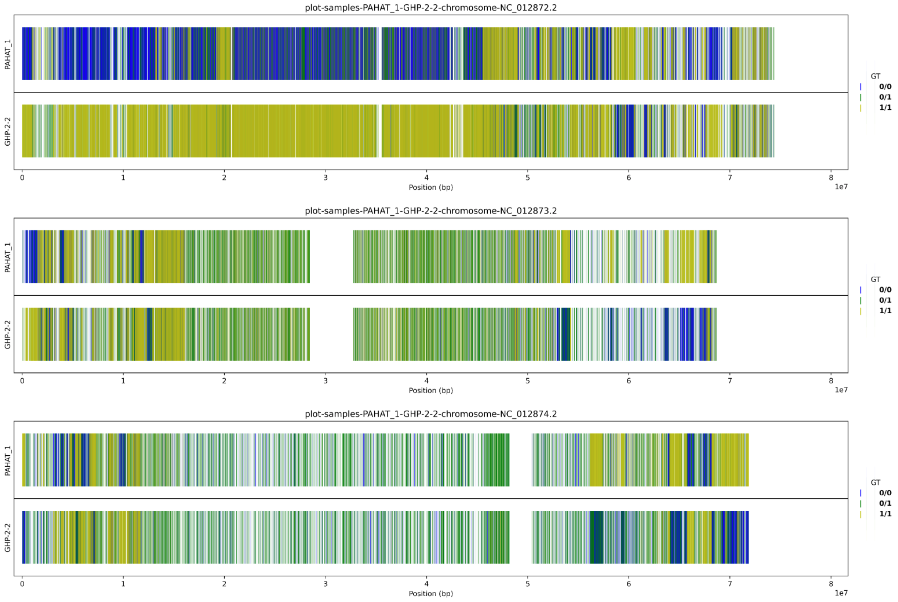 plot-samples-PAHAT_1-GHP-2-2-chromosome-NC_012872.2
PAHAT_1
GHP-2-2
GT
0/0
0/1
1/1
0 1 2 3 4 5 6 7 8
Position (bp)
1e7
plot-samples-PAHAT_1-GHP-2-2-chromosome-NC_012873.2
PAHAT_1
GHP-2-2
GT
0/0
0/1
1/1
0 1 2 3 4 5 6 7 8
Position (bp)
1e7
plot-samples-PAHAT_1-GHP-2-2-chromosome-NC_012874.2
PAHAT_1
GHP-2-2
GT
0/0
0/1
1/1
0 1 2 3 4 5 6 7 8
Position (bp)
1e7